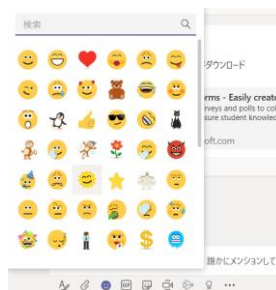 検索
ダウンロード
rms - Easily create
rveys and polls to col
sure student knowled
oft.com
誰かにメンションして
GIF